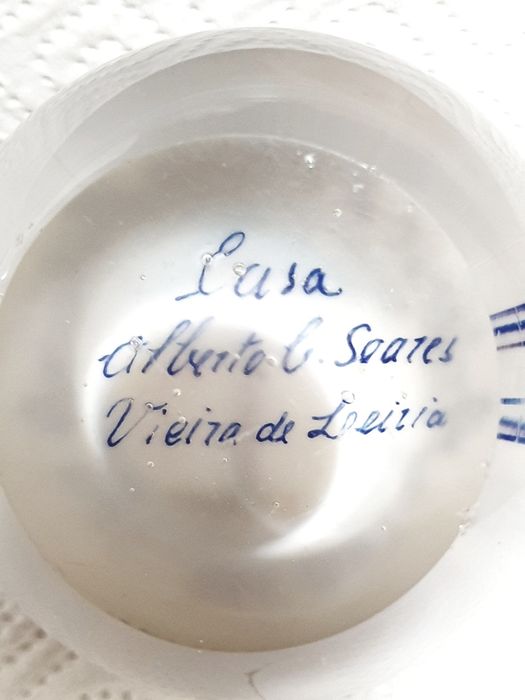 Casa
Alberto C. Soares
Vieira de Leiria